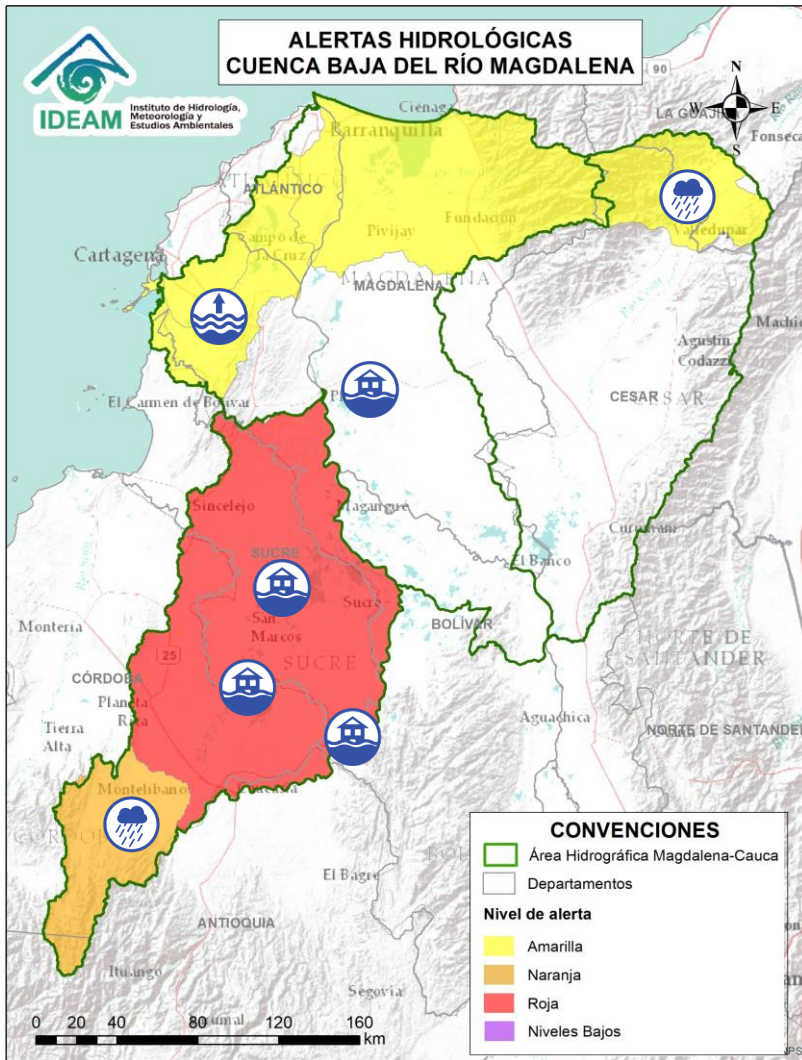 ALERTAS HIDROLÓGICAS
CUENCA BAJA DEL RÍO MAGDALENA
IDEAM
Instituto de Hidrología,
Meteorología y
Estudios Ambientales
N
W
E
S
90
Ciénaga
LA GUAJIRA
Barranquilla
Fonseca
ATLÁNTICO
Pivijay
Fundación
Valledupar
Campo de
la Cruz
Cartagena
MAGDALENA
MAGDALENA
Agustín
Codazzi
El Carmen de Bolívar
CESAR
CESAR
Sincelejo
Magangué
Curumaní
El Banco
SUCRE
Sucre
San
Marcos
BOLÍVAR
Montería
25
SUCRE
NORTE DE
SANTANDER
CÓRDOBA
Planeta
Rica
Tierra
Alta
Aguachica
NORTE DE SANTANDER
Montelíbano
El Bagre
ANTIOQUIA
Ituango
Segovia
0 20 40 80 120 160
km
CONVENCIONES
Área Hidrográfica Magdalena-Cauca
Departamentos
Nivel de alerta
Amarilla
Naranja
Roja
Niveles Bajos